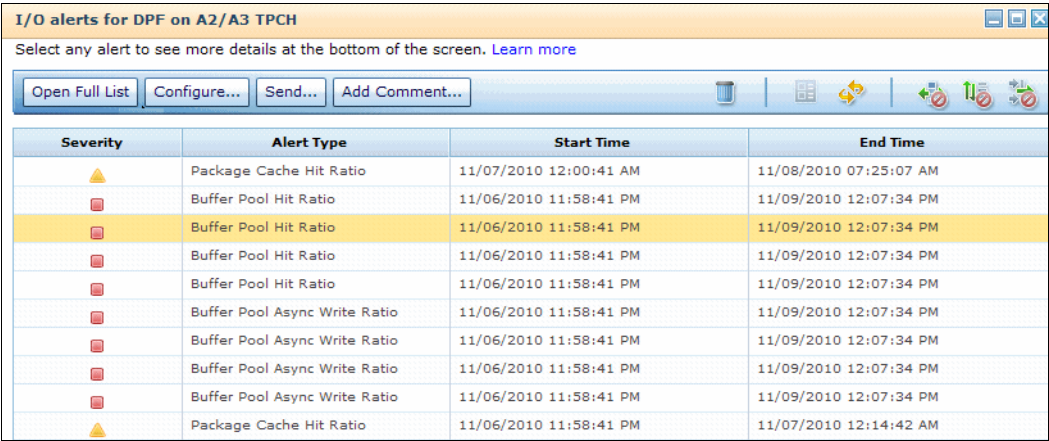 I/O alerts for DPF on A2/A3 TPCH
Select any alert to see more details at the bottom of the screen. Learn more
Open Full List Configure... Send... Add Comment...
Severity Alert Type Start Time End Time
Package Cache Hit Ratio 11/07/2010 12:00:41 AM 11/08/2010 07:25:07 AM
Buffer Pool Hit Ratio 11/06/2010 11:58:41 PM 11/09/2010 12:07:34 PM
Buffer Pool Hit Ratio 11/06/2010 11:58:41 PM 11/09/2010 12:07:34 PM
Buffer Pool Hit Ratio 11/06/2010 11:58:41 PM 11/09/2010 12:07:34 PM
Buffer Pool Hit Ratio 11/06/2010 11:58:41 PM 11/09/2010 12:07:34 PM
Buffer Pool Async Write Ratio 11/06/2010 11:58:41 PM 11/09/2010 12:07:34 PM
Buffer Pool Async Write Ratio 11/06/2010 11:58:41 PM 11/09/2010 12:07:34 PM
Buffer Pool Async Write Ratio 11/06/2010 11:58:41 PM 11/09/2010 12:07:34 PM
Buffer Pool Async Write Ratio 11/06/2010 11:58:41 PM 11/09/2010 12:07:34 PM
Package Cache Hit Ratio 11/06/2010 11:58:41 PM 11/07/2010 12:14:42 AM